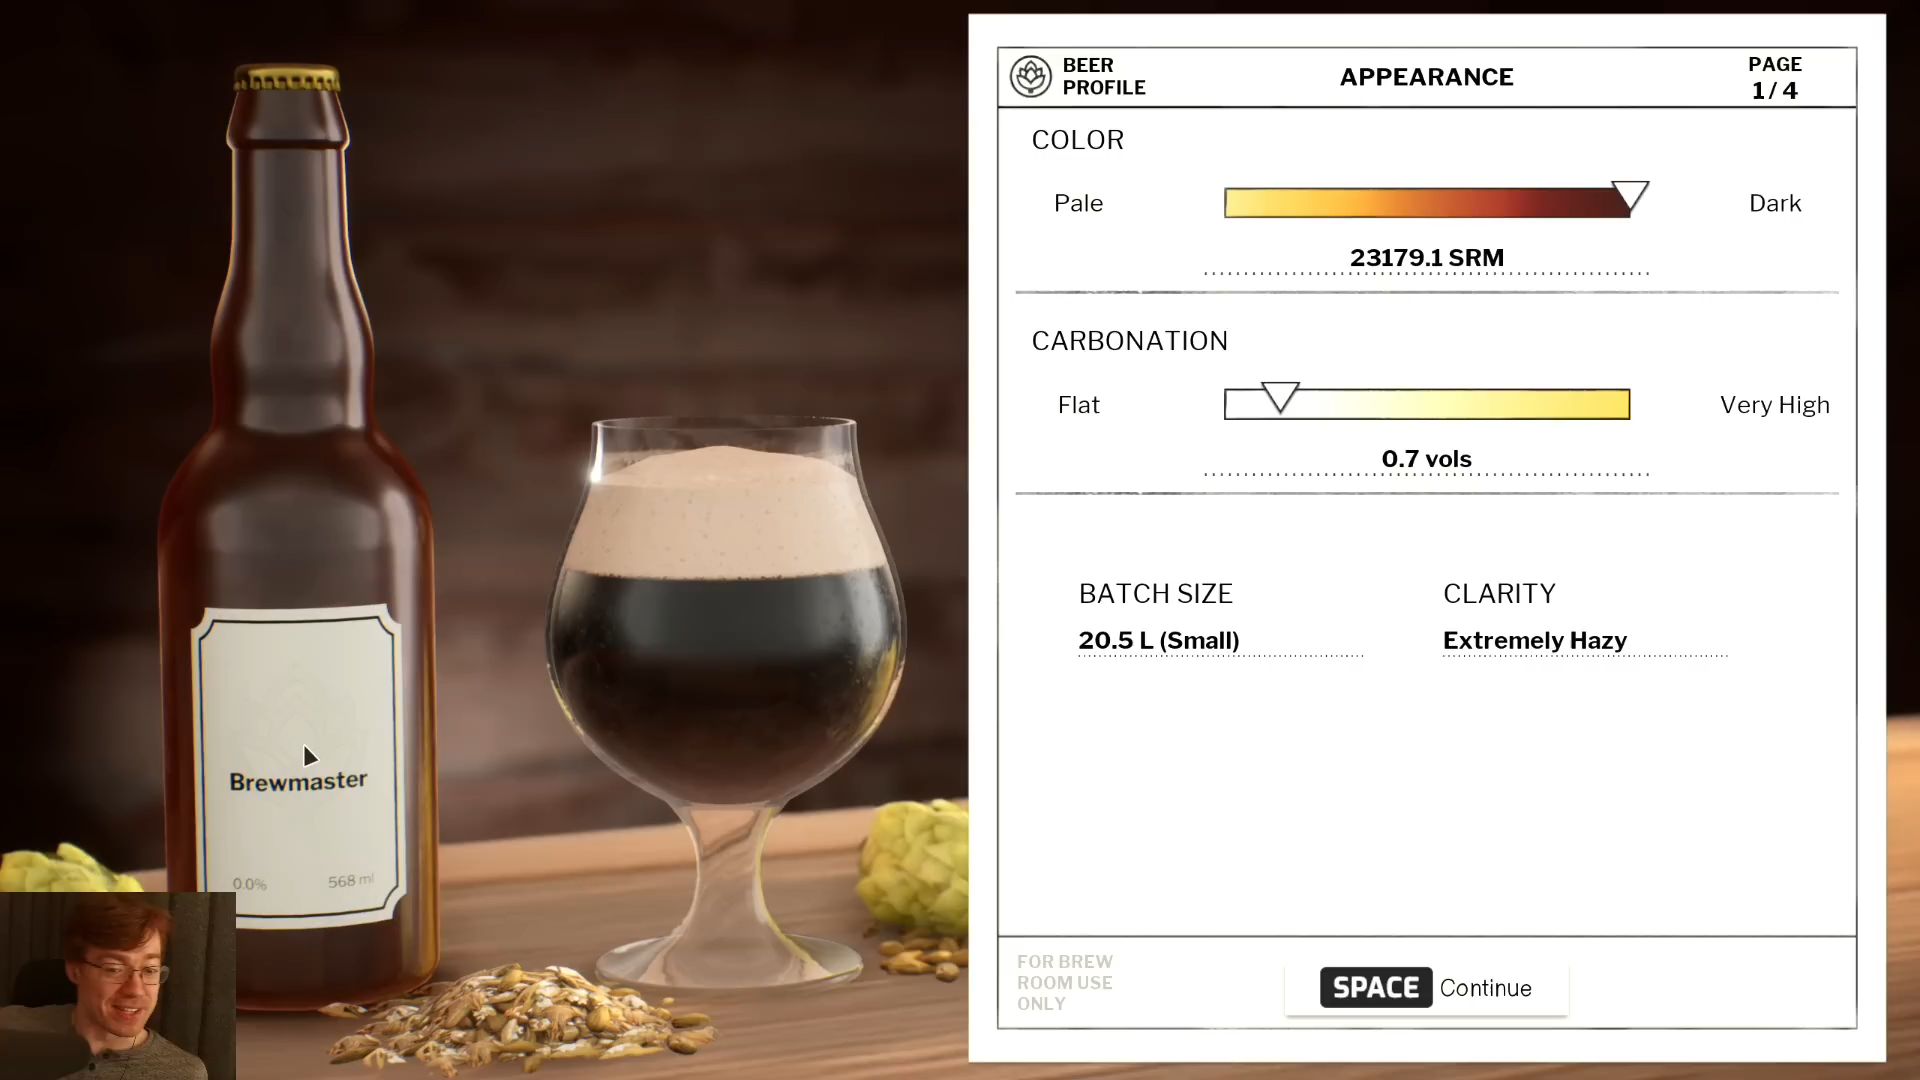 BEER
PROFILE
APPEARANCE
PAGE
1 / 4
COLOR
Pale
Dark
23179.1 SRM
CARBONATION
Flat
Very High
0.7 vols
BATCH SIZE
CLARITY
20.5 L (Small)
Extremely Hazy
Brewmaster
0.0%
568 ml
FOR BREW
ROOM USE
ONLY
SPACE
Continue